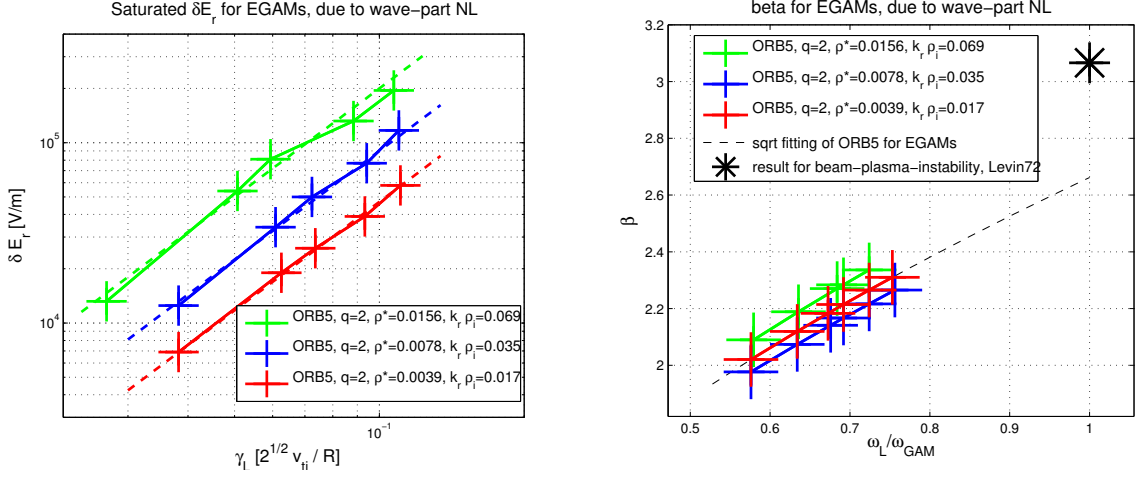 Saturated δE_r for EGAMs, due to wave−part NL
10^5
10^4
10^−1
δ E_r [V/m]
γ_L [2^{1/2} v_ti / R]
ORB5, q=2, ρ*=0.0156, k_r ρ_i=0.069
ORB5, q=2, ρ*=0.0078, k_r ρ_i=0.035
ORB5, q=2, ρ*=0.0039, k_r ρ_i=0.017
beta for EGAMs, due to wave−part NL
3.2
3
2.8
2.6
2.4
2.2
2
β
0.5 0.6 0.7 0.8 0.9 1
ω_L/ω_GAM
ORB5, q=2, ρ*=0.0156, k_r ρ_i=0.069
ORB5, q=2, ρ*=0.0078, k_r ρ_i=0.035
ORB5, q=2, ρ*=0.0039, k_r ρ_i=0.017
sqrt fitting of ORB5 for EGAMs
result for beam−plasma−instability, Levin72